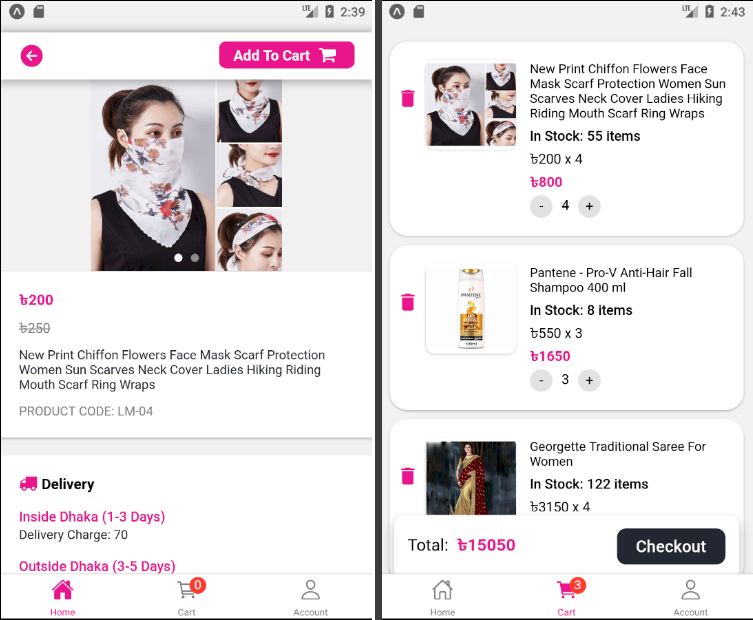 LTE 2:39
Add To Cart
৳200
৳250
New Print Chiffon Flowers Face Mask Scarf Protection
Women Sun Scarves Neck Cover Ladies Hiking Riding
Mouth Scarf Ring Wraps
PRODUCT CODE: LM-04
Delivery
Inside Dhaka (1-3 Days)
Delivery Charge: 70
Outside Dhaka (3-5 Days)
0
Home Cart Account
LTE 2:43
New Print Chiffon Flowers Face
Mask Scarf Protection Women Sun
Scarves Neck Cover Ladies Hiking
Riding Mouth Scarf Ring Wraps
In Stock: 55 items
৳200 x 4
৳800
- 4 +
PANTENE
Pantene - Pro-V Anti-Hair Fall
Shampoo 400 ml
In Stock: 8 items
৳550 x 3
৳1650
- 3 +
Georgette Traditional Saree For
Women
In Stock: 122 items
৳3150 x 4
Total: ৳15050
Checkout
3
Home Cart Account